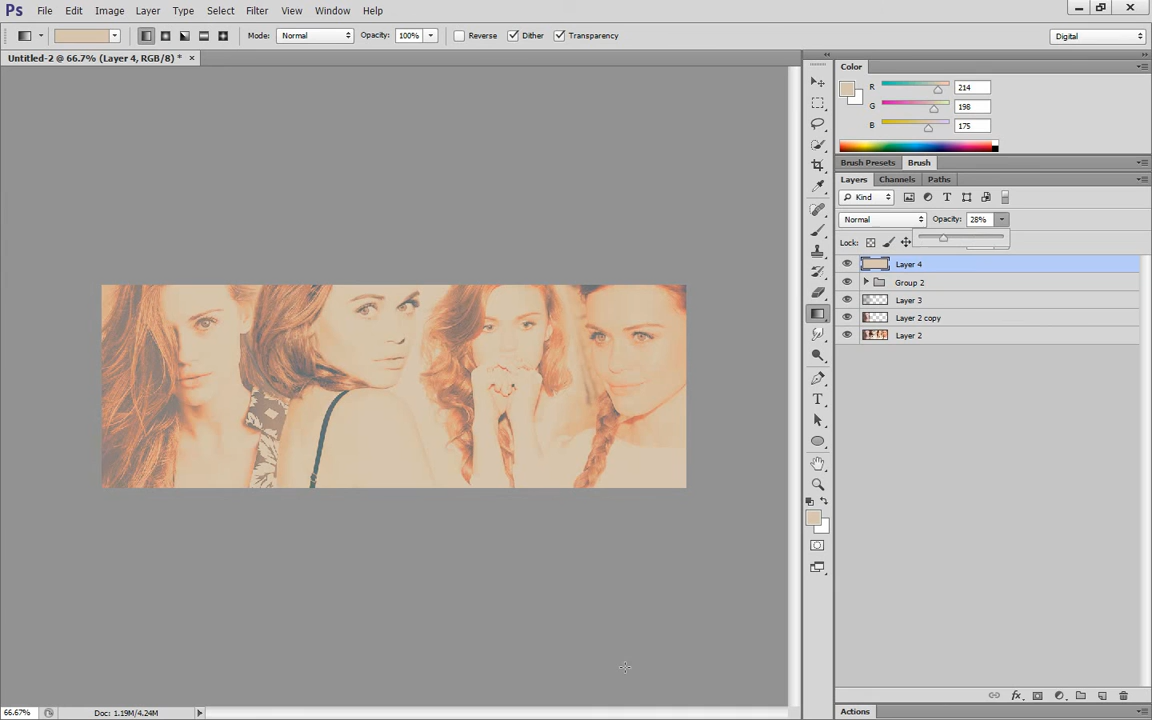 Ps File Edit Image Layer Type Select Filter View Window Help
Mode: Normal Opacity: 100% Reverse Dither Transparency Digital
Untitled-2 @ 66.7% (Layer 4, RGB/8) * ×
Color
R 214
G 198
B 175
Brush Presets Brush
Layers Channels Paths
Kind
Normal Opacity: 28%
Lock:
Layer 4
Group 2
Layer 3
Layer 2 copy
Layer 2
66.67% Doc: 1.19M/4.24M
Actions